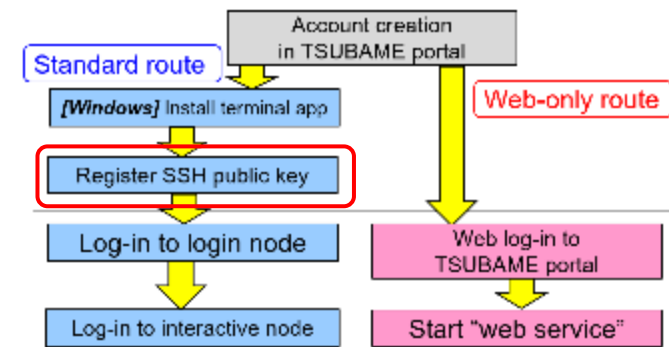 Account creation
in TSUBAME portal
Standard route
Web-only route
[Windows] Install terminal app
Register SSH public key
Log-in to login node
Web log-in to
TSUBAME portal
Log-in to interactive node
Start "web service"